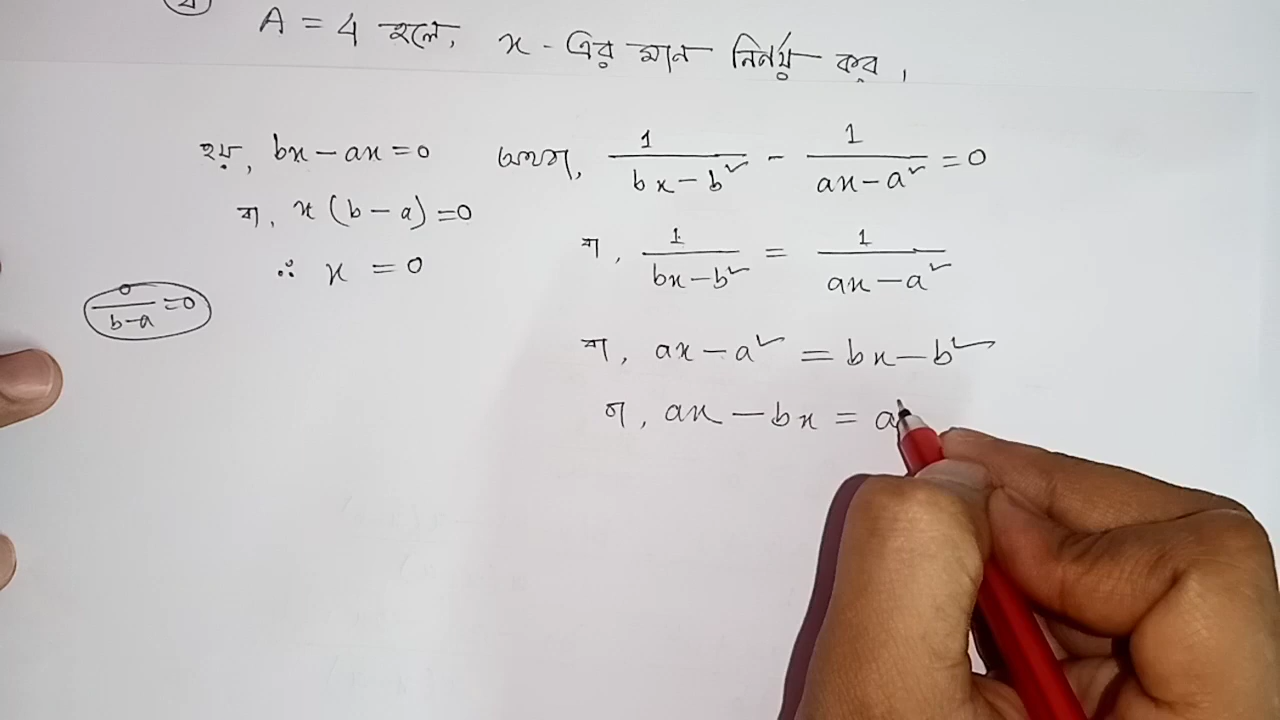 A = 4 হলে, x - এর মান নির্ণয় কর।
হয়, bx - ax = 0
বা, x (b - a) = 0
∴ x = 0
0/(b-a) = 0
অথবা, 1/(bx - b²) - 1/(ax - a²) = 0
বা, 1/(bx - b²) = 1/(ax - a²)
বা, ax - a² = bx - b²
বা, ax - bx = a